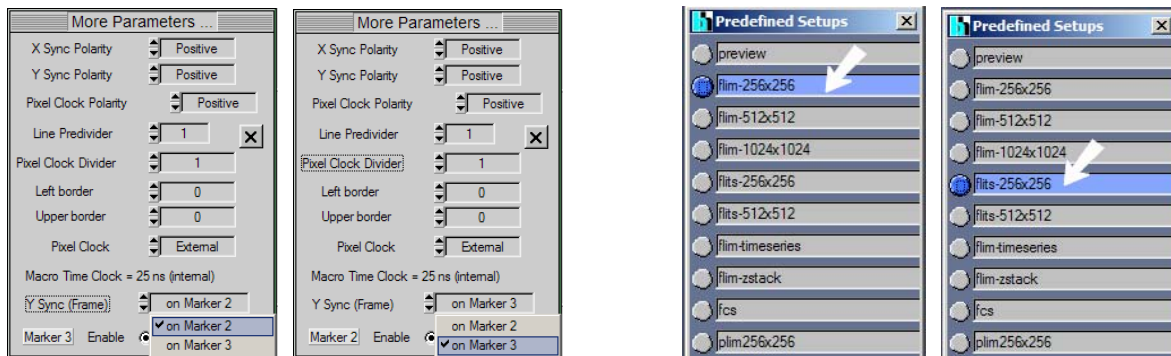 More Parameters ...
X Sync Polarity Positive
Y Sync Polarity Positive
Pixel Clock Polarity Positive
Line Predivider 1
Pixel Clock Divider 1
Left border 0
Upper border 0
Pixel Clock External
Macro Time Clock = 25 ns (internal)
Y Sync (Frame) on Marker 2
on Marker 2
Marker 3 Enable
on Marker 3
More Parameters ...
X Sync Polarity Positive
Y Sync Polarity Positive
Pixel Clock Polarity Positive
Line Predivider 1
Pixel Clock Divider 1
Left border 0
Upper border 0
Pixel Clock External
Macro Time Clock = 25 ns (internal)
Y Sync (Frame) on Marker 3
on Marker 2
Marker 2 Enable
on Marker 3
Predefined Setups
preview
flim-256x256
flim-512x512
flim-1024x1024
flits-256x256
flits-512x512
flim-timeseries
flim-zstack
fcs
plim256x256
Predefined Setups
preview
flim-256x256
flim-512x512
flim-1024x1024
flits-256x256
flits-512x512
flim-timeseries
flim-zstack
fcs
plim256x256